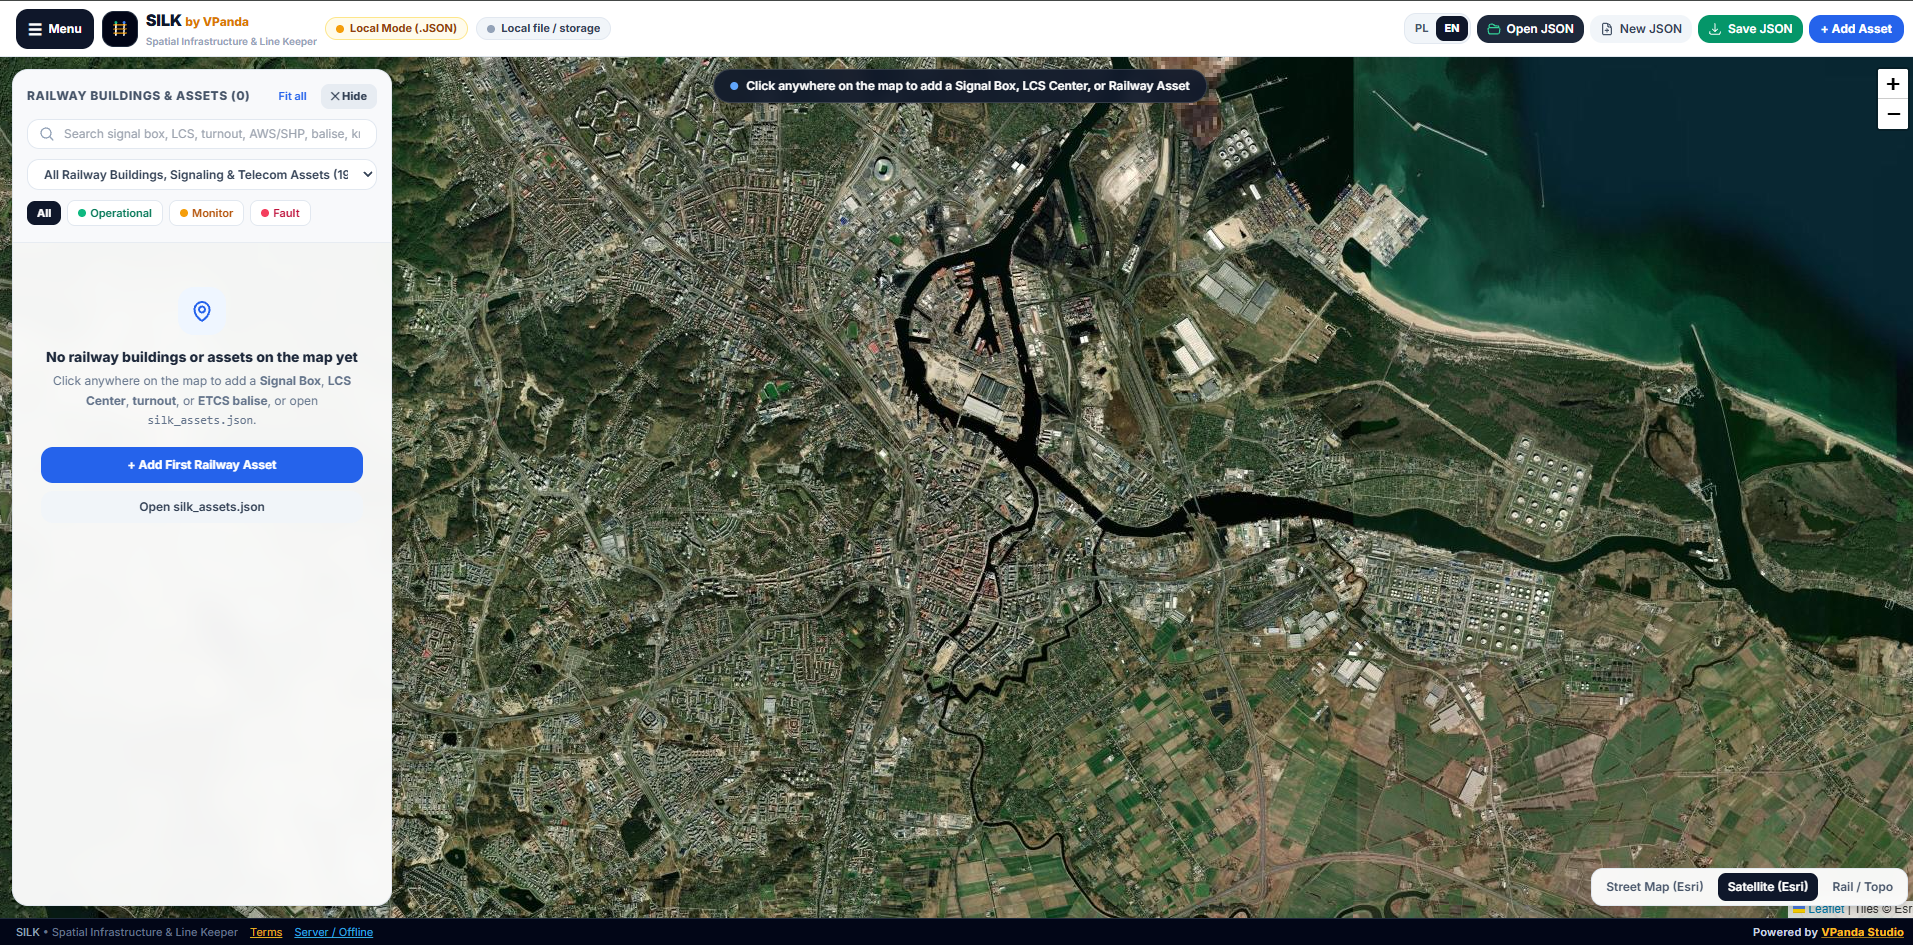 Menu
SILK by VPanda
Spatial Infrastructure & Line Keeper
Local Mode (.JSON)
Local file / storage
PL EN
Open JSON
New JSON
Save JSON
+ Add Asset
RAILWAY BUILDINGS & ASSETS (0)
Fit all
Hide
Search signal box, LCS, turnout, AWS/SHP, balise, k
All Railway Buildings, Signaling & Telecom Assets (19
All
Operational
Monitor
Fault
No railway buildings or assets on the map yet
Click anywhere on the map to add a Signal Box, LCS
Center, turnout, or ETCS balise, or open
silk_assets.json.
+ Add First Railway Asset
Open silk_assets.json
Click anywhere on the map to add a Signal Box, LCS Center, or Railway Asset
+
−
Street Map (Esri)
Satellite (Esri)
Rail / Topo
Leaflet | Tiles © Esr
SILK • Spatial Infrastructure & Line Keeper
Terms
Server / Offline
Powered by VPanda Studio